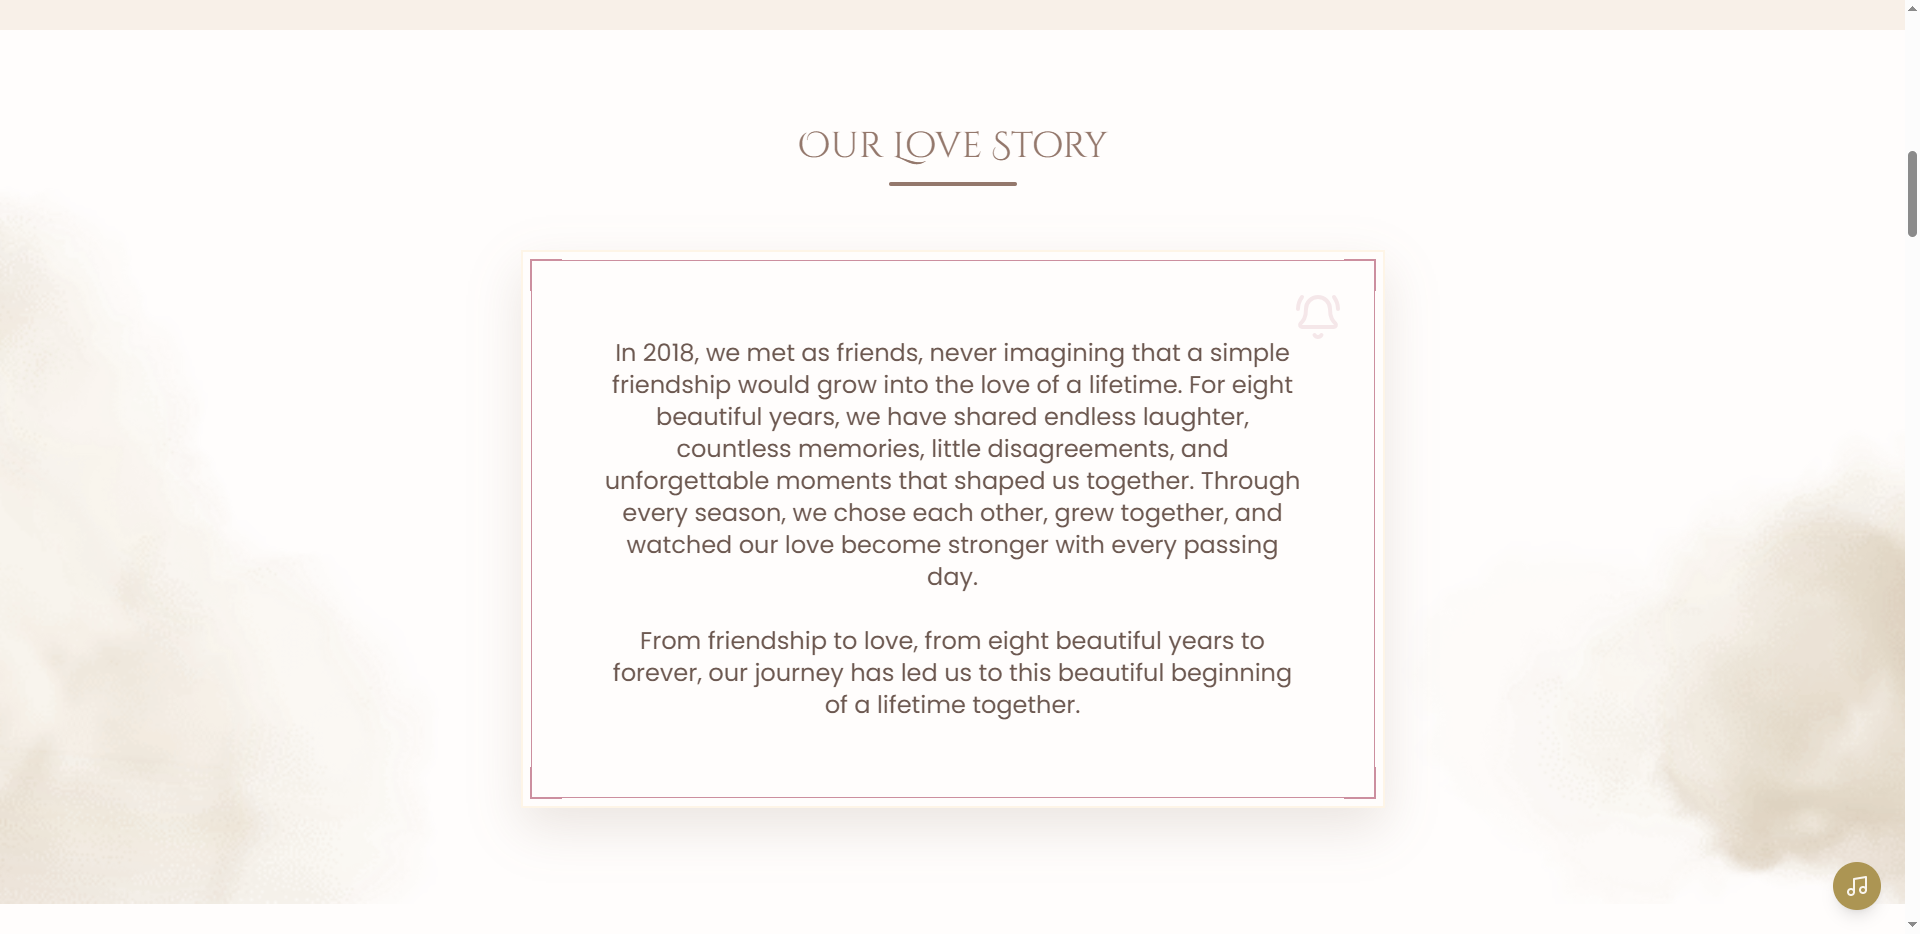 OUR LOVE STORY
In 2018, we met as friends, never imagining that a simple
friendship would grow into the love of a lifetime. For eight
beautiful years, we have shared endless laughter,
countless memories, little disagreements, and
unforgettable moments that shaped us together. Through
every season, we chose each other, grew together, and
watched our love become stronger with every passing
day.
From friendship to love, from eight beautiful years to
forever, our journey has led us to this beautiful beginning
of a lifetime together.